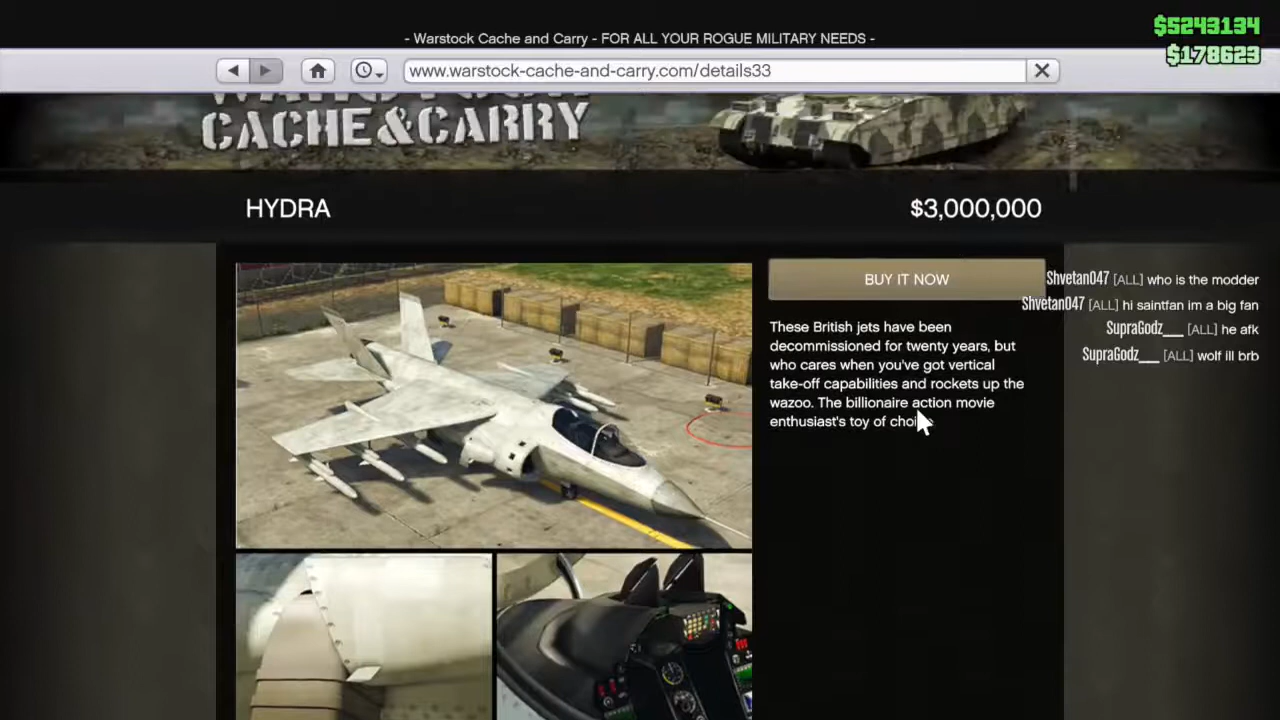 $5243134
- Warstock Cache and Carry - FOR ALL YOUR ROGUE MILITARY NEEDS -
$178623
www.warstock-cache-and-carry.com/details33
WARSTOCK
CACHE&CARRY
HYDRA
$3,000,000
BUY IT NOW
These British jets have been
decommissioned for twenty years, but
who cares when you've got vertical
take-off capabilities and rockets up the
wazoo. The billionaire action movie
enthusiast's toy of choice.
Shvetan047 [ALL] who is the modder
Shvetan047 [ALL] hi saintfan im a big fan
SupraGodz___ [ALL] he afk
SupraGodz___ [ALL] wolf ill brb